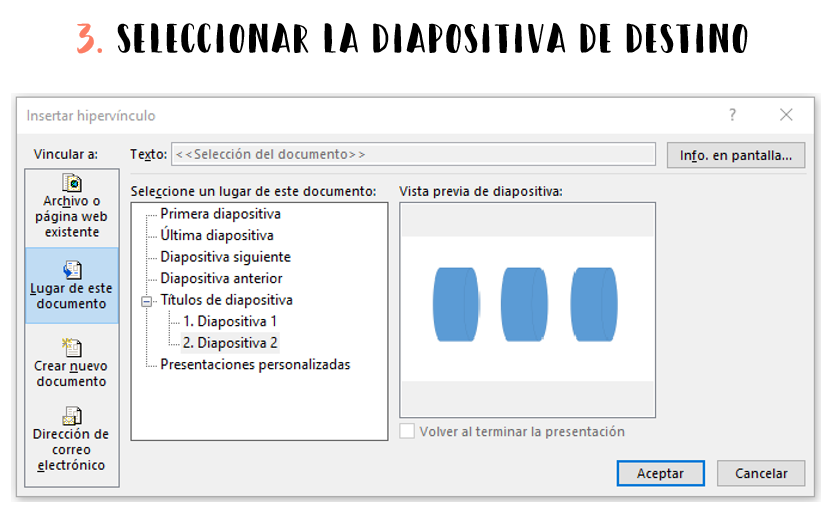 3. SELECCIONAR LA DIAPOSITIVA DE DESTINO
Insertar hipervínculo
Vincular a:
Texto: <<Selección del documento>>
Info. en pantalla...
Archivo o
página web
existente
Lugar de este
documento
Crear nuevo
documento
Dirección de
correo
electrónico
Seleccione un lugar de este documento:
Primera diapositiva
Última diapositiva
Diapositiva siguiente
Diapositiva anterior
Títulos de diapositiva
1. Diapositiva 1
2. Diapositiva 2
Presentaciones personalizadas
Vista previa de diapositiva:
Volver al terminar la presentación
Aceptar
Cancelar